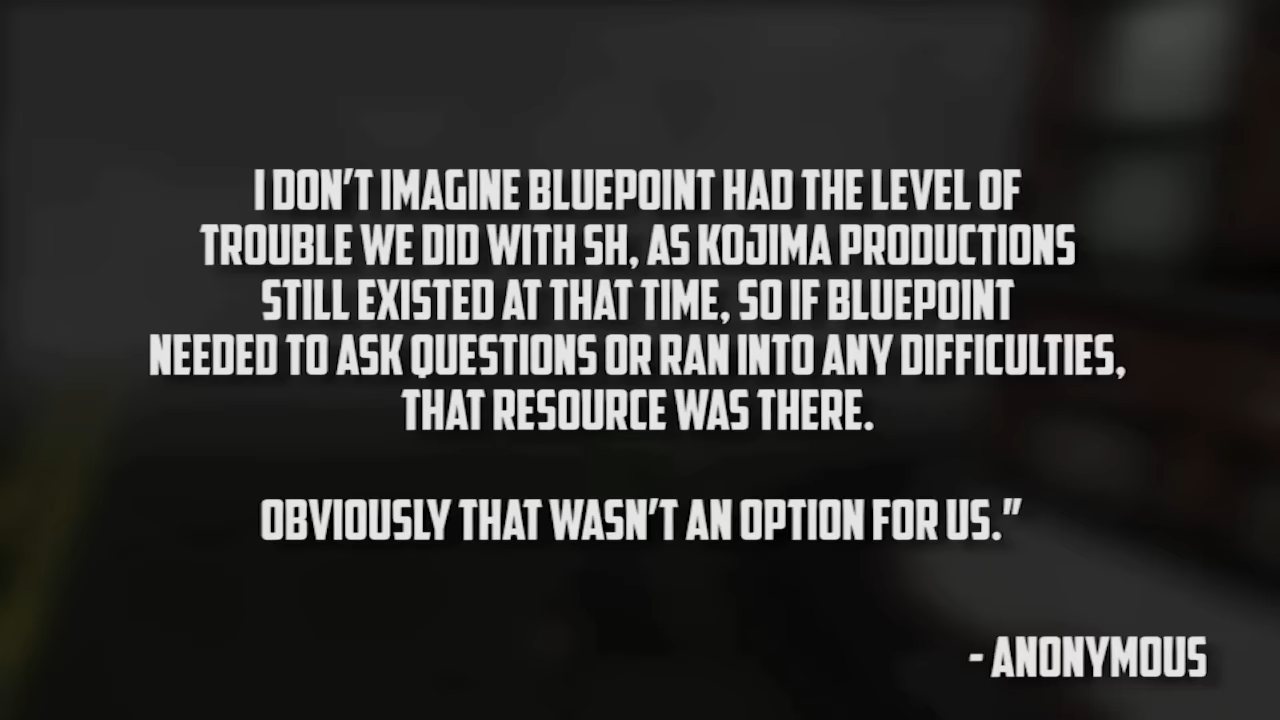 I DON'T IMAGINE BLUEPOINT HAD THE LEVEL OF
TROUBLE WE DID WITH SH, AS KOJIMA PRODUCTIONS
STILL EXISTED AT THAT TIME, SO IF BLUEPOINT
NEEDED TO ASK QUESTIONS OR RAN INTO ANY DIFFICULTIES,
THAT RESOURCE WAS THERE.
OBVIOUSLY THAT WASN'T AN OPTION FOR US."
- ANONYMOUS